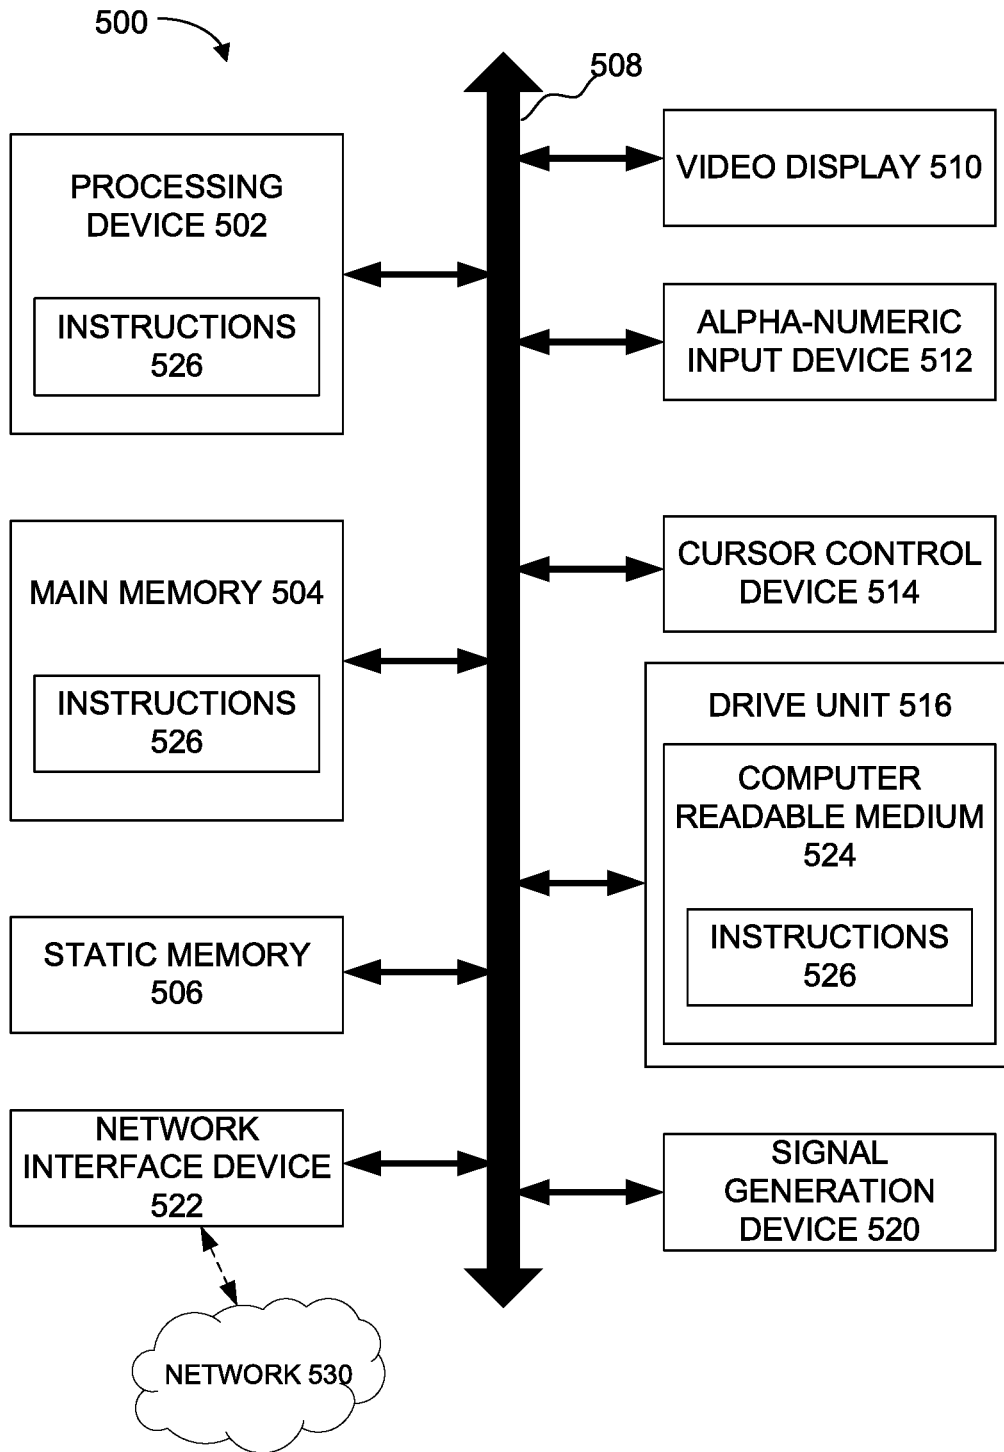 500
508
PROCESSING
DEVICE 502
INSTRUCTIONS
526
MAIN MEMORY 504
INSTRUCTIONS
526
STATIC MEMORY
506
NETWORK
INTERFACE DEVICE
522
NETWORK 530
VIDEO DISPLAY 510
ALPHA-NUMERIC
INPUT DEVICE 512
CURSOR CONTROL
DEVICE 514
DRIVE UNIT 516
COMPUTER
READABLE MEDIUM
524
INSTRUCTIONS
526
SIGNAL
GENERATION
DEVICE 520